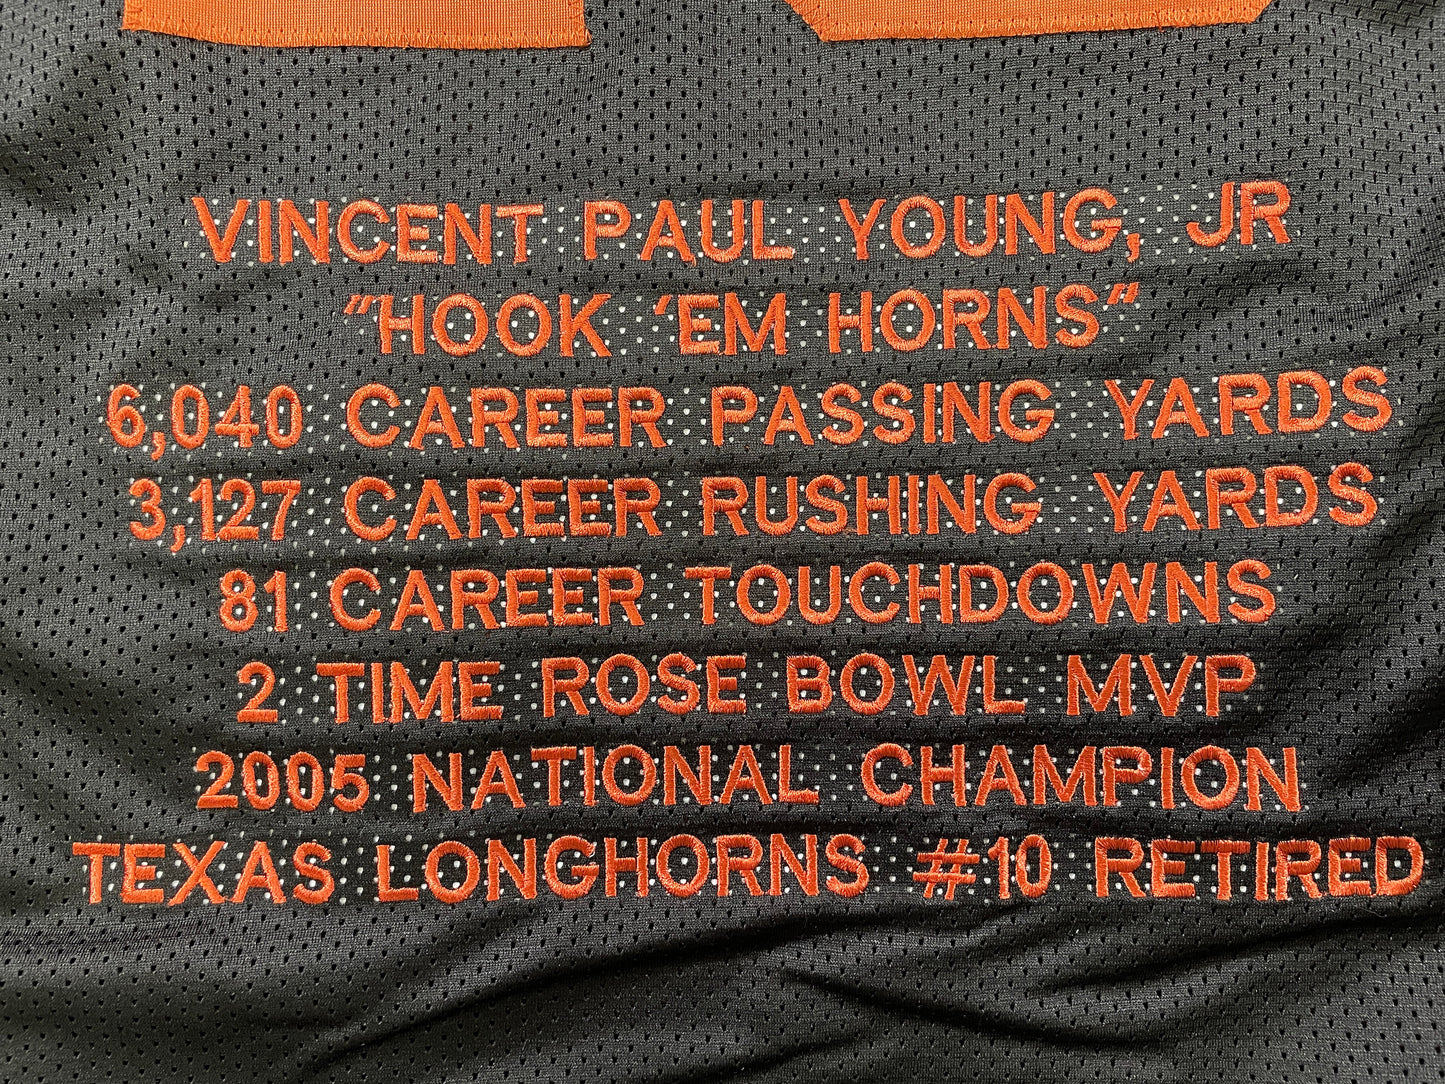 VINCENT PAUL YOUNG, JR
"HOOK 'EM HORNS"
6,040 CAREER PASSING YARDS
3,127 CAREER RUSHING YARDS
81 CAREER TOUCHDOWNS
2 TIME ROSE BOWL MVP
2005 NATIONAL CHAMPION
TEXAS LONGHORNS #10 RETIRED